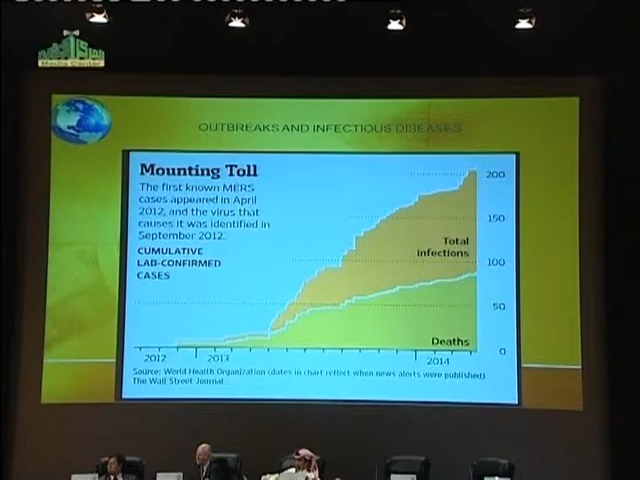 Media Center
OUTBREAKS AND INFECTIOUS DISEASES
Mounting Toll
The first known MERS
cases appeared in April
2012, and the virus that
causes it was identified in
September 2012.
CUMULATIVE
LAB-CONFIRMED
CASES
200
150
Total
infections
100
50
Deaths
0
2012
2013
2014
Source: World Health Organization (dates in chart reflect when news alerts were published)
The Wall Street Journal